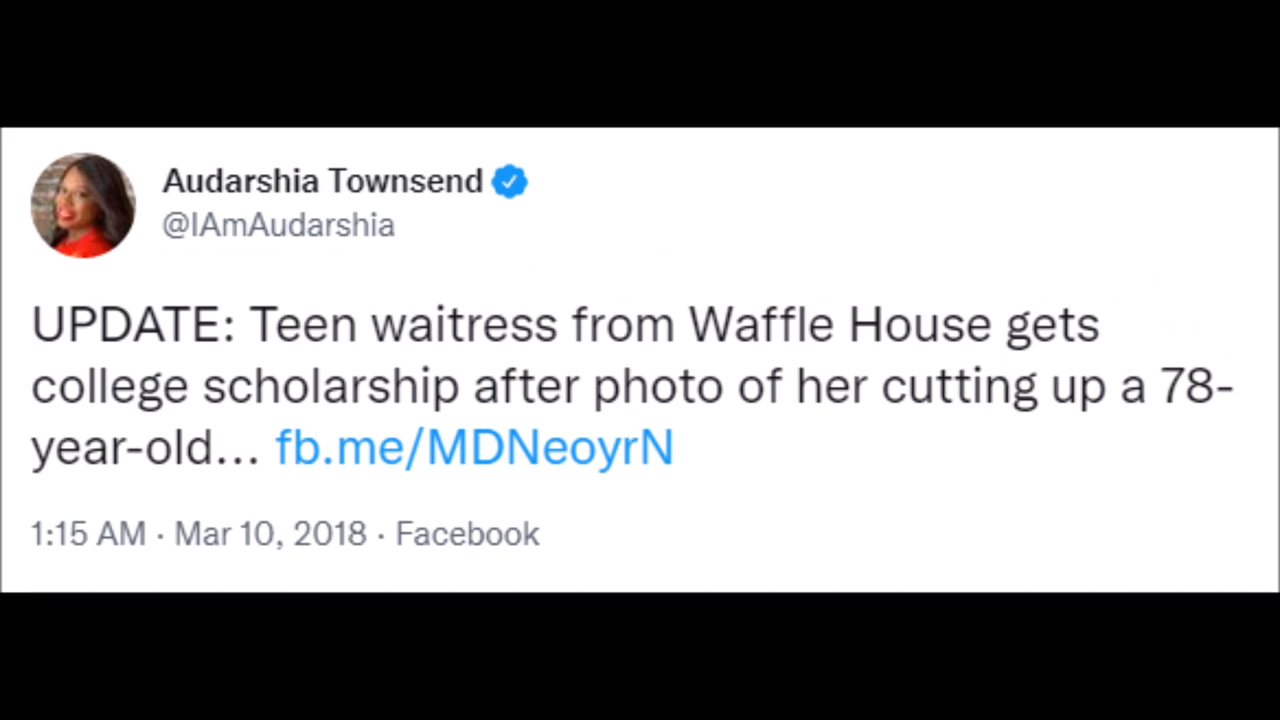 Audarshia Townsend
@IAmAudarshia
UPDATE: Teen waitress from Waffle House gets
college scholarship after photo of her cutting up a 78-
year-old... fb.me/MDNeoyrN
1:15 AM · Mar 10, 2018 · Facebook